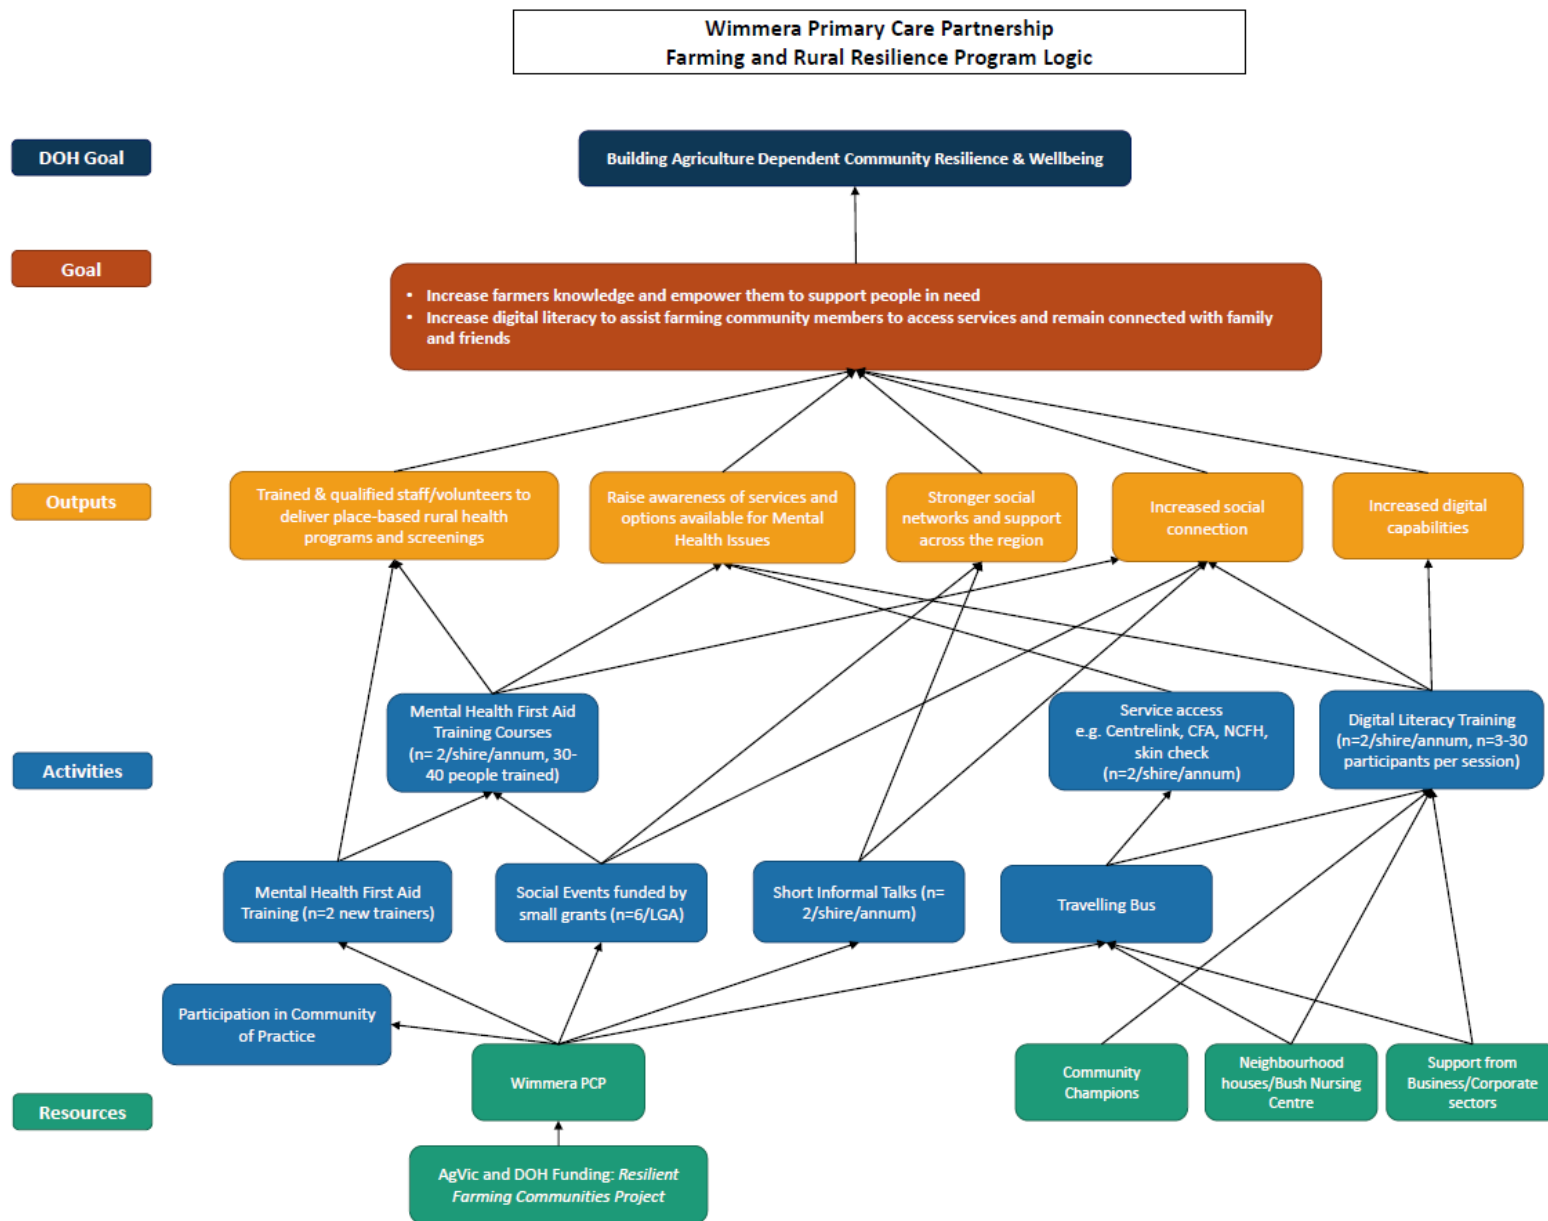 Wimmera Primary Care Partnership
Farming and Rural Resilience Program Logic
DOH Goal
Building Agriculture Dependent Community Resilience & Wellbeing
Goal
• Increase farmers knowledge and empower them to support people in need
• Increase digital literacy to assist farming community members to access services and remain connected with family
and friends
Outputs
Trained & qualified staff/volunteers to
deliver place-based rural health
programs and screenings
Raise awareness of services and
options available for Mental
Health Issues
Stronger social
networks and support
across the region
Increased social
connection
Increased digital
capabilities
Activities
Mental Health First Aid
Training Courses
(n= 2/shire/annum, 30-
40 people trained)
Service access
e.g. Centrelink, CFA, NCFH,
skin check
(n=2/shire/annum)
Digital Literacy Training
(n=2/shire/annum, n=3-30
participants per session)
Mental Health First Aid
Training (n=2 new trainers)
Social Events funded by
small grants (n=6/LGA)
Short Informal Talks (n=
2/shire/annum)
Travelling Bus
Participation in Community
of Practice
Resources
Wimmera PCP
Community
Champions
Neighbourhood
houses/Bush Nursing
Centre
Support from
Business/Corporate
sectors
AgVic and DOH Funding: Resilient
Farming Communities Project